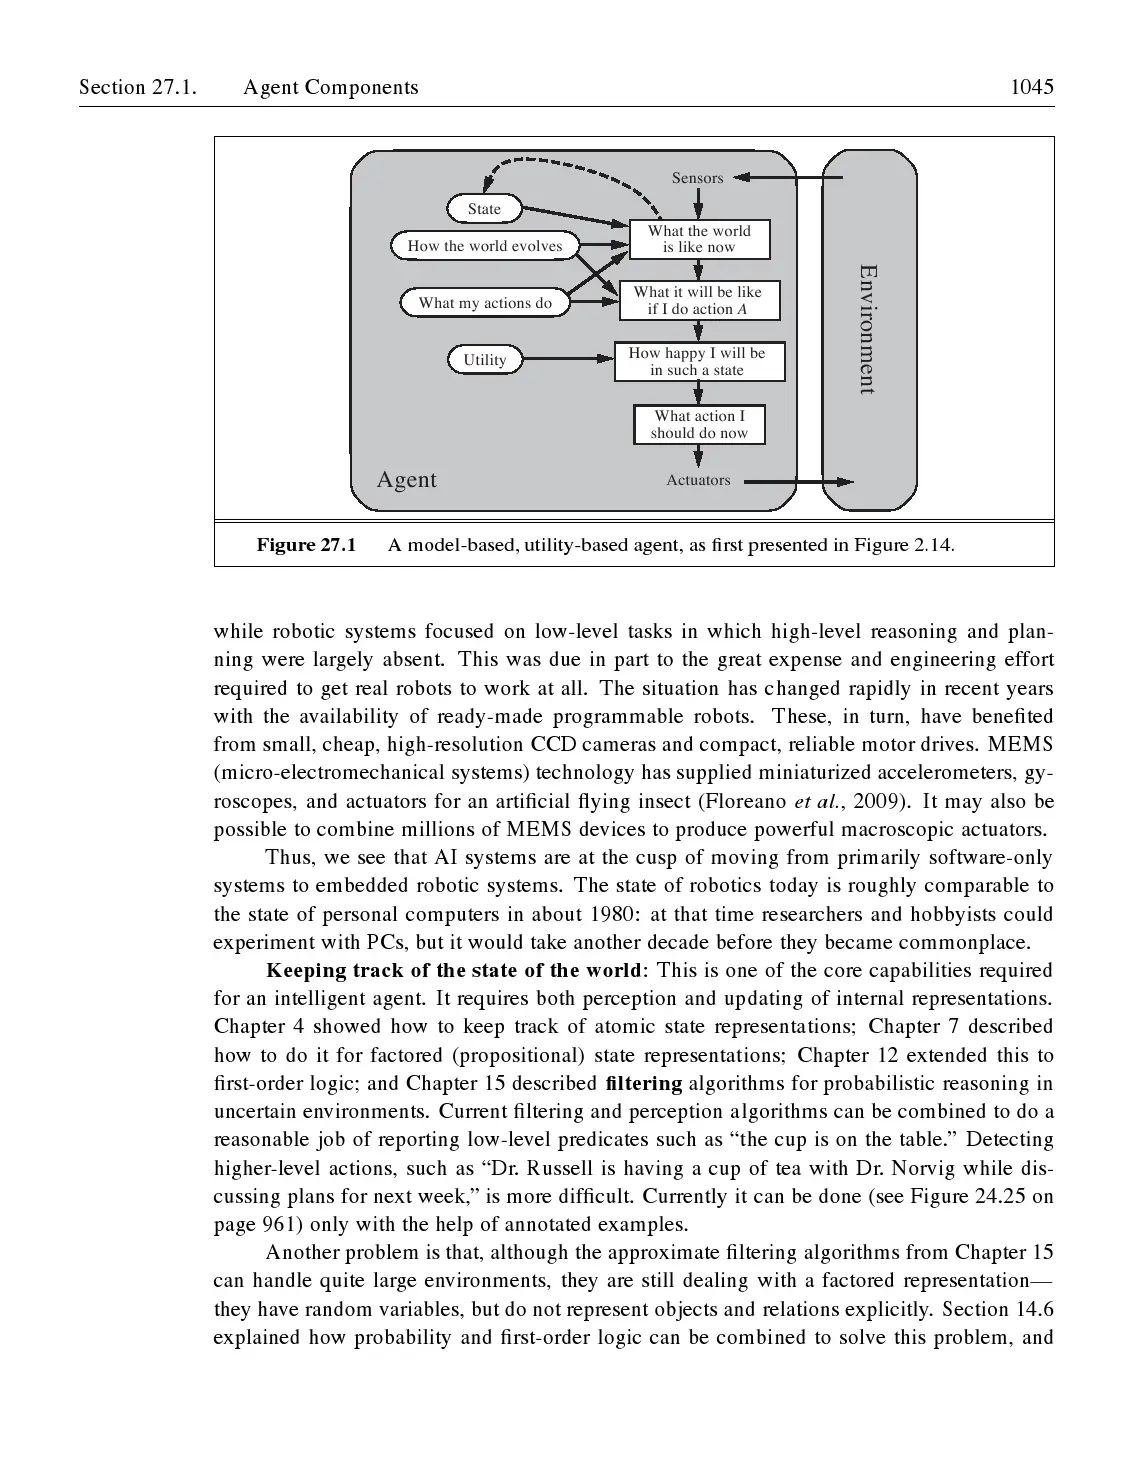 Section 27.1. Agent Components 1045
Sensors
State
What the world
is like now
How the world evolves
What it will be like
if I do action A
What my actions do
How happy I will be
in such a state
Utility
What action I
should do now
Agent
Actuators
Environment
Figure 27.1 A model-based, utility-based agent, as first presented in Figure 2.14.
while robotic systems focused on low-level tasks in which high-level reasoning and plan-
ning were largely absent. This was due in part to the great expense and engineering effort
required to get real robots to work at all. The situation has changed rapidly in recent years
with the availability of ready-made programmable robots. These, in turn, have benefited
from small, cheap, high-resolution CCD cameras and compact, reliable motor drives. MEMS
(micro-electromechanical systems) technology has supplied miniaturized accelerometers, gy-
roscopes, and actuators for an artificial flying insect (Floreano et al., 2009). It may also be
possible to combine millions of MEMS devices to produce powerful macroscopic actuators.
Thus, we see that AI systems are at the cusp of moving from primarily software-only
systems to embedded robotic systems. The state of robotics today is roughly comparable to
the state of personal computers in about 1980: at that time researchers and hobbyists could
experiment with PCs, but it would take another decade before they became commonplace.
Keeping track of the state of the world: This is one of the core capabilities required
for an intelligent agent. It requires both perception and updating of internal representations.
Chapter 4 showed how to keep track of atomic state representations; Chapter 7 described
how to do it for factored (propositional) state representations; Chapter 12 extended this to
first-order logic; and Chapter 15 described filtering algorithms for probabilistic reasoning in
uncertain environments. Current filtering and perception algorithms can be combined to do a
reasonable job of reporting low-level predicates such as “the cup is on the table.” Detecting
higher-level actions, such as “Dr. Russell is having a cup of tea with Dr. Norvig while dis-
cussing plans for next week,” is more difficult. Currently it can be done (see Figure 24.25 on
page 961) only with the help of annotated examples.
Another problem is that, although the approximate filtering algorithms from Chapter 15
can handle quite large environments, they are still dealing with a factored representation—
they have random variables, but do not represent objects and relations explicitly. Section 14.6
explained how probability and first-order logic can be combined to solve this problem, and